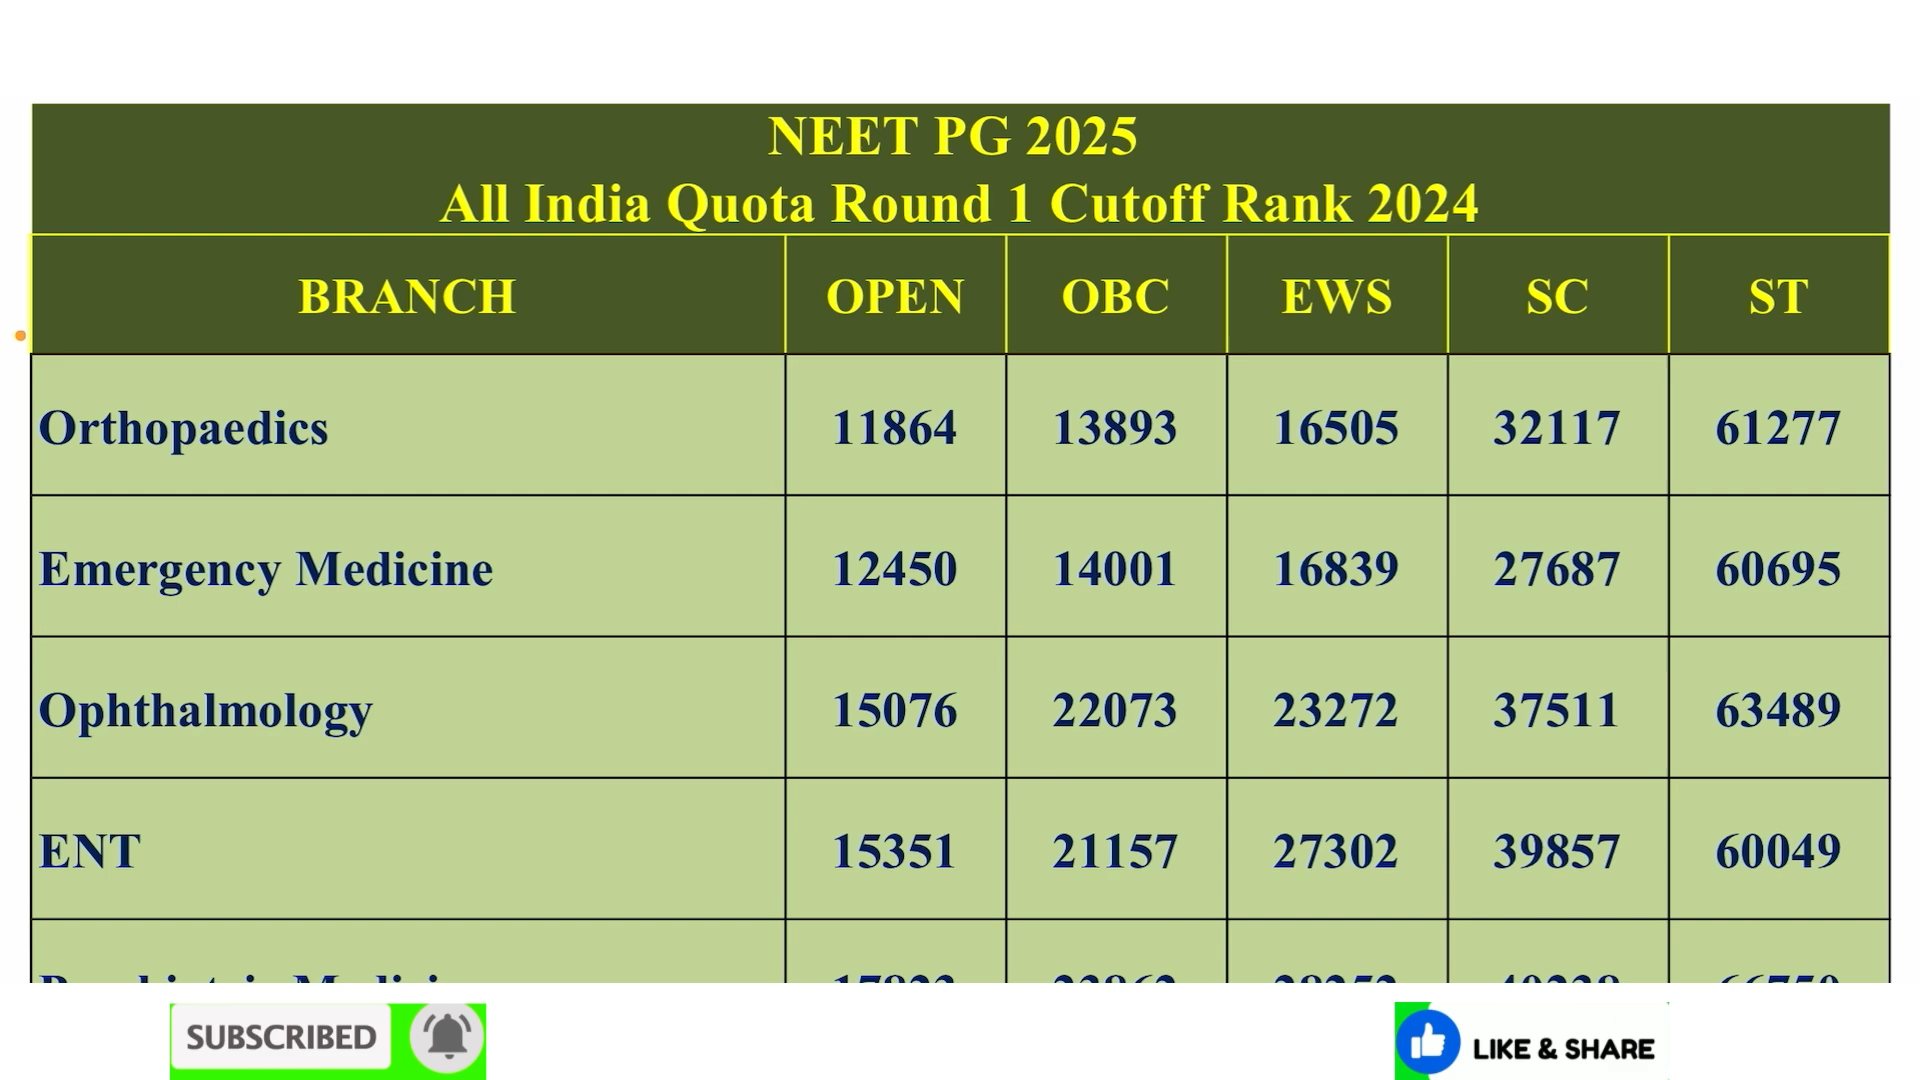 NEET PG 2025
All India Quota Round 1 Cutoff Rank 2024
BRANCH OPEN OBC EWS SC ST
Orthopaedics 11864 13893 16505 32117 61277
Emergency Medicine 12450 14001 16839 27687 60695
Ophthalmology 15076 22073 23272 37511 63489
ENT 15351 21157 27302 39857 60049
SUBSCRIBED
LIKE & SHARE